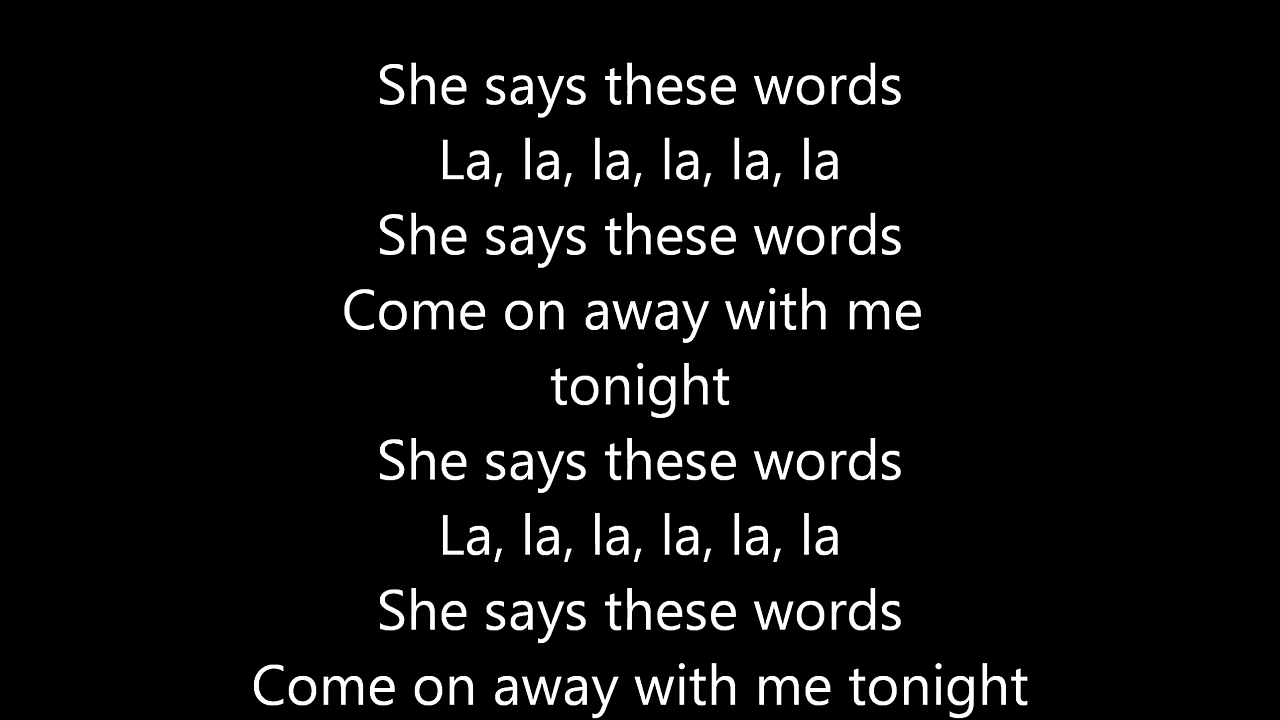 She says these words
La, la, la, la, la, la
She says these words
Come on away with me
tonight
She says these words
La, la, la, la, la, la
She says these words
Come on away with me tonight